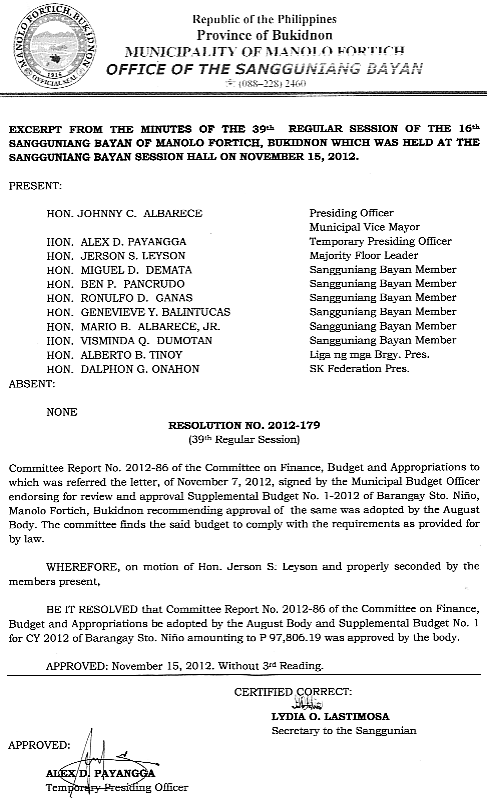 MANOLO FORTICH, BUKIDNON
OFFICIAL SEAL
Republic of the Philippines
Province of Bukidnon
MUNICIPALITY OF MANOLO FORTICH
OFFICE OF THE SANGGUNIANG BAYAN
(088-228) 2460
EXCERPT FROM THE MINUTES OF THE 39th REGULAR SESSION OF THE 16th
SANGGUNIANG BAYAN OF MANOLO FORTICH, BUKIDNON WHICH WAS HELD AT THE
SANGGUNIANG BAYAN SESSION HALL ON NOVEMBER 15, 2012.
PRESENT:
HON. JOHNNY C. ALBARECE Presiding Officer
Municipal Vice Mayor
HON. ALEX D. PAYANGGA Temporary Presiding Officer
HON. JERSON S. LEYSON Majority Floor Leader
HON. MIGUEL D. DEMATA Sangguniang Bayan Member
HON. BEN P. PANCRUDO Sangguniang Bayan Member
HON. RONULFO D. GANAS Sangguniang Bayan Member
HON. GENEVIEVE Y. BALINTUCAS Sangguniang Bayan Member
HON. MARIO B. ALBARECE, JR. Sangguniang Bayan Member
HON. VISMINDA Q. DUMOTAN Sangguniang Bayan Member
HON. ALBERTO B. TINOY Liga ng mga Brgy. Pres.
HON. DALPHON G. ONAHON SK Federation Pres.
ABSENT:
NONE
RESOLUTION NO. 2012-179
(39th Regular Session)
Committee Report No. 2012-86 of the Committee on Finance, Budget and Appropriations to
which was referred the letter, of November 7, 2012, signed by the Municipal Budget Officer
endorsing for review and approval Supplemental Budget No. 1-2012 of Barangay Sto. Niño,
Manolo Fortich, Bukidnon recommending approval of the same was adopted by the August
Body. The committee finds the said budget to comply with the requirements as provided for
by law.
WHEREFORE, on motion of Hon. Jerson S. Leyson and properly seconded by the
members present,
BE IT RESOLVED that Committee Report No. 2012-86 of the Committee on Finance,
Budget and Appropriations be adopted by the August Body and Supplemental Budget No. 1
for CY 2012 of Barangay Sto. Niño amounting to P 97,806.19 was approved by the body.
APPROVED: November 15, 2012. Without 3rd Reading.
CERTIFIED CORRECT:
LYDIA O. LASTIMOSA
Secretary to the Sanggunian
APPROVED:
ALEX D. PAYANGGA
Temporary Presiding Officer